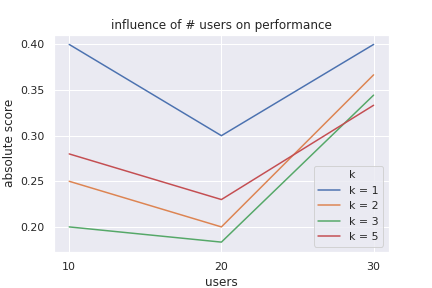 influence of # users on performance
absolute score
0.40
0.35
0.30
0.25
0.20
10 20 30
users
k
k = 1
k = 2
k = 3
k = 5